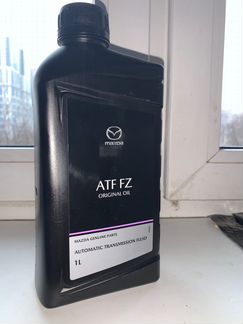 mazda
ATF FZ
ORIGINAL OIL
MAZDA GENUINE PARTS
AUTOMATIC TRANSMISSION FLUID
1L